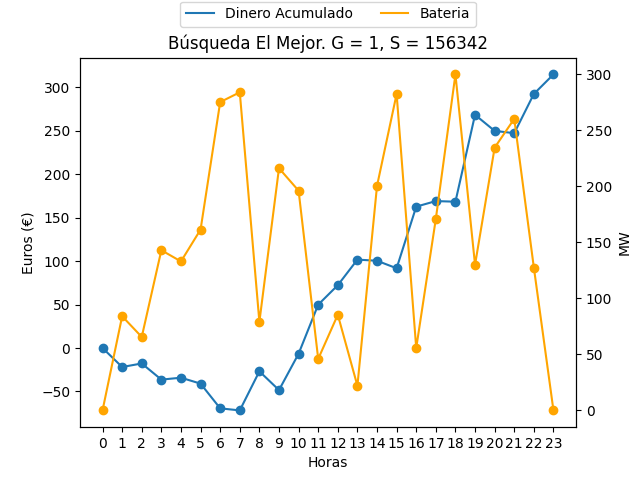 Dinero Acumulado Bateria
Búsqueda El Mejor. G = 1, S = 156342
300
250
200
150
100
50
0
−50
Euros (€)
300
250
200
150
100
50
0
MW
0 1 2 3 4 5 6 7 8 9 10 11 12 13 14 15 16 17 18 19 20 21 22 23
Horas